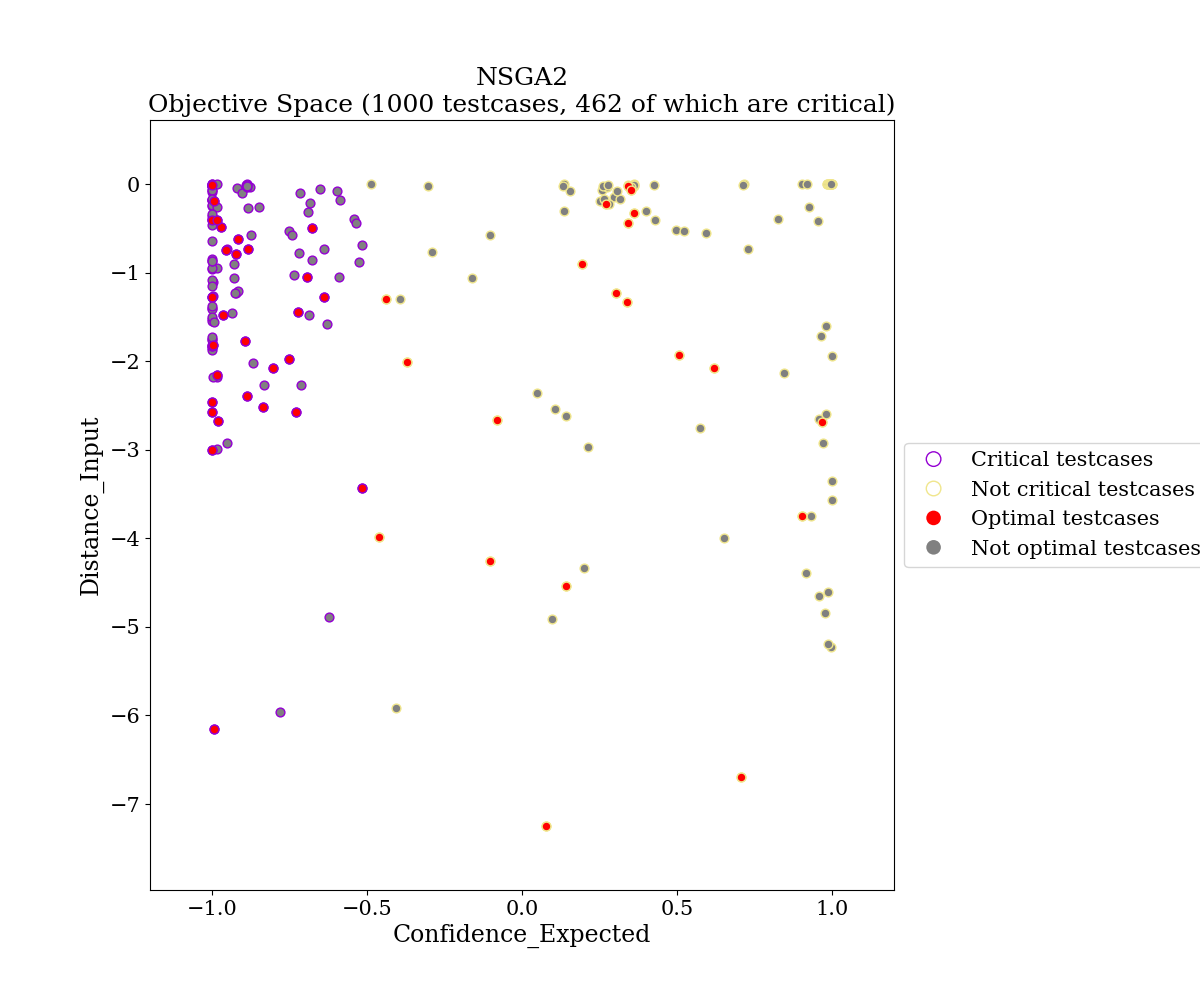 NSGA2
Objective Space (1000 testcases, 462 of which are critical)
0
−1
−2
−3
−4
−5
−6
−7
Distance_Input
−1.0
−0.5
0.0
0.5
1.0
Confidence_Expected
Critical testcases
Not critical testcases
Optimal testcases
Not optimal testcases